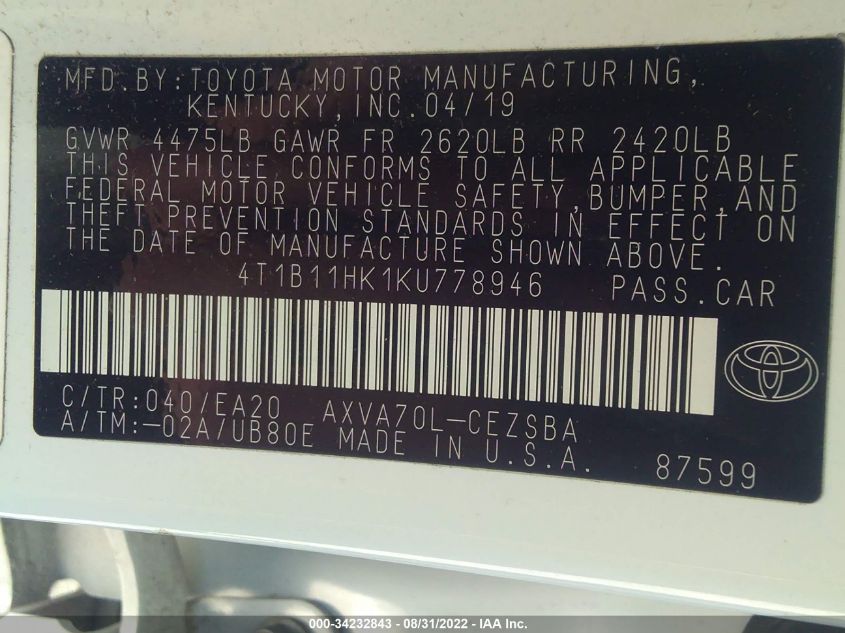 MFD.BY:TOYOTA MOTOR MANUFACTURING,
KENTUCKY,INC.04/19
GVWR 4475LB GAWR FR 2620LB RR 2420LB
THIS VEHICLE CONFORMS TO ALL APPLICABLE
FEDERAL MOTOR VEHICLE SAFETY,BUMPER,AND
THEFT PREVENTION STANDARDS IN EFFECT ON
THE DATE OF MANUFACTURE SHOWN ABOVE.
4T1B11HK1KU778946 PASS.CAR
C/TR:040/EA20 AXVA70L-CEZSBA
A/TM:-02A/UB80E MADE IN U.S.A. 87599
000-34232843 - 08/31/2022 - IAA Inc.